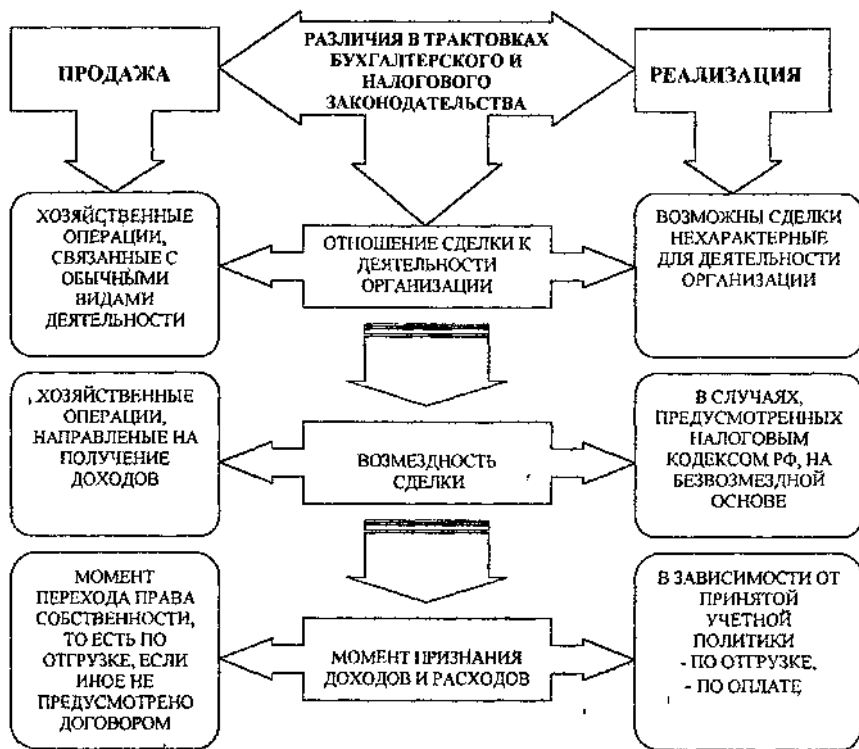 РАЗЛИЧИЯ В ТРАКТОВКАХ
БУХГАЛТЕРСКОГО И
НАЛОГОВОГО
ЗАКОНОДАТЕЛЬСТВА
ПРОДАЖА
РЕАЛИЗАЦИЯ
ХОЗЯЙСТВЕННЫЕ
ОПЕРАЦИИ,
СВЯЗАННЫЕ С
ОБЫЧНЫМИ
ВИДАМИ
ДЕЯТЕЛЬНОСТИ
ОТНОШЕНИЕ СДЕЛКИ К
ДЕЯТЕЛЬНОСТИ
ОРГАНИЗАЦИИ
ВОЗМОЖНЫ СДЕЛКИ
НЕХАРАКТЕРНЫЕ
ДЛЯ ДЕЯТЕЛЬНОСТИ
ОРГАНИЗАЦИИ
ХОЗЯЙСТВЕННЫЕ
ОПЕРАЦИИ,
НАПРАВЛЕНЫЕ НА
ПОЛУЧЕНИЕ
ДОХОДОВ
ВОЗМЕЗДНОСТЬ
СДЕЛКИ
В СЛУЧАЯХ,
ПРЕДУСМОТРЕННЫХ
НАЛОГОВЫМ
КОДЕКСОМ РФ, НА
БЕЗВОЗМЕЗДНОЙ
ОСНОВЕ
МОМЕНТ
ПЕРЕХОДА ПРАВА
СОБСТВЕННОСТИ,
ТО ЕСТЬ ПО
ОТГРУЗКЕ, ЕСЛИ
ИНОЕ НЕ
ПРЕДУСМОТРЕНО
ДОГОВОРОМ
МОМЕНТ ПРИЗНАНИЯ
ДОХОДОВ И РАСХОДОВ
В ЗАВИСИМОСТИ ОТ
ПРИНЯТОЙ
УЧЕТНОЙ
ПОЛИТИКИ
- ПО ОТГРУЗКЕ,
- ПО ОПЛАТЕ